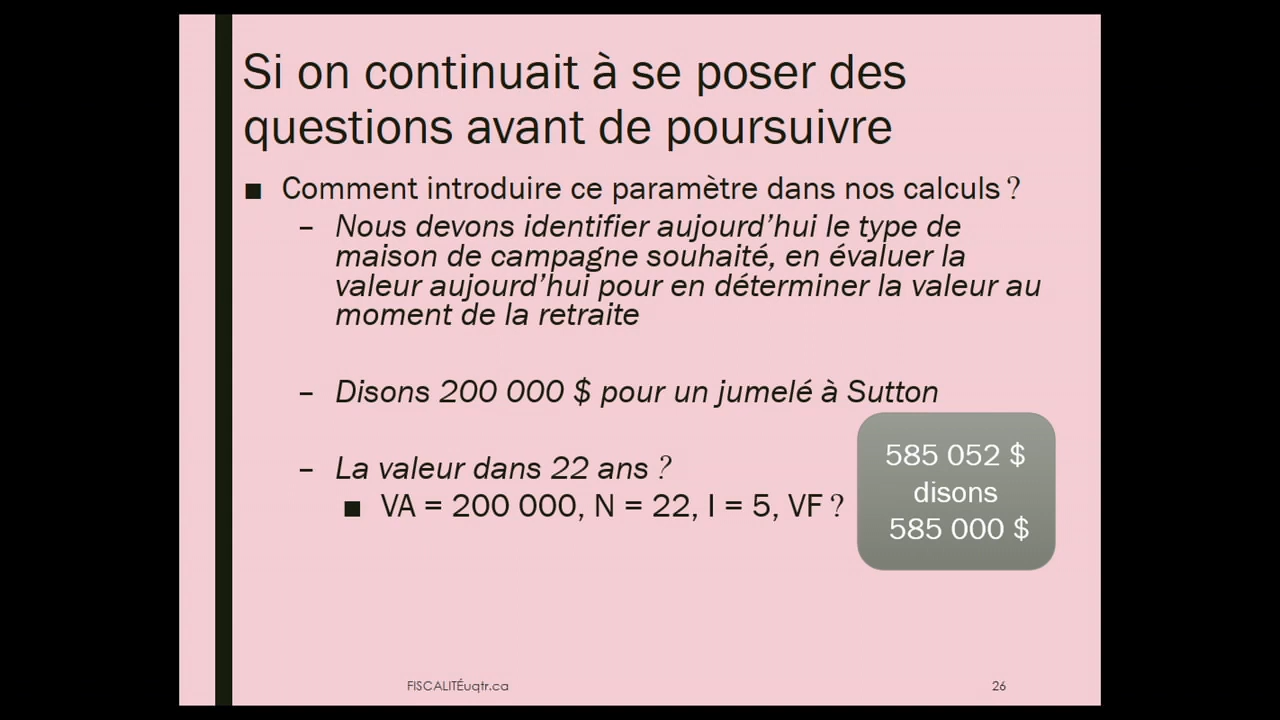 Si on continuait à se poser des
questions avant de poursuivre
■ Comment introduire ce paramètre dans nos calculs ?
– Nous devons identifier aujourd’hui le type de
maison de campagne souhaité, en évaluer la
valeur aujourd’hui pour en déterminer la valeur au
moment de la retraite
– Disons 200 000 $ pour un jumelé à Sutton
– La valeur dans 22 ans ?
■ VA = 200 000, N = 22, I = 5, VF ?
585 052 $
disons
585 000 $
FISCALITÉuqtr.ca
26